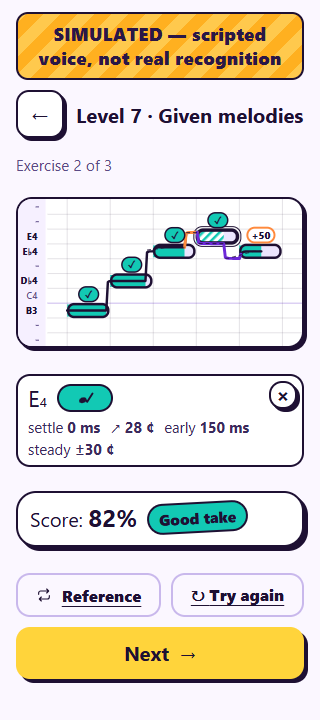 SIMULATED — scripted
voice, not real recognition
← Level 7 · Given melodies
Exercise 2 of 3
E4
E♭4
D♭4
C4
B3
+50
E4
settle 0 ms ↗ 28 ¢ early 150 ms
steady ±30 ¢
Score: 82% Good take
Reference
↻ Try again
Next →